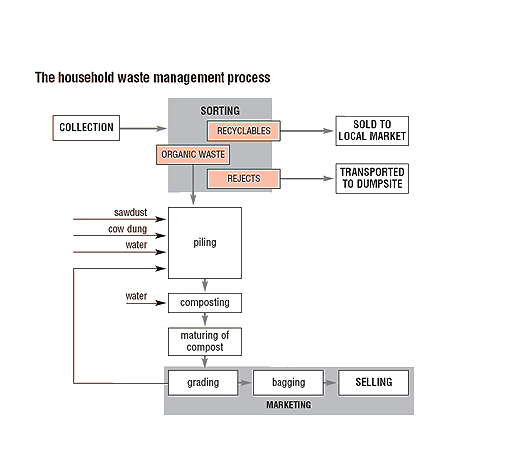 The household waste management process
SORTING
COLLECTION
RECYCLABLES
SOLD TO
LOCAL MARKET
ORGANIC WASTE
REJECTS
TRANSPORTED
TO DUMPSITE
sawdust
cow dung
water
piling
water
composting
maturing of
compost
grading
bagging
SELLING
MARKETING